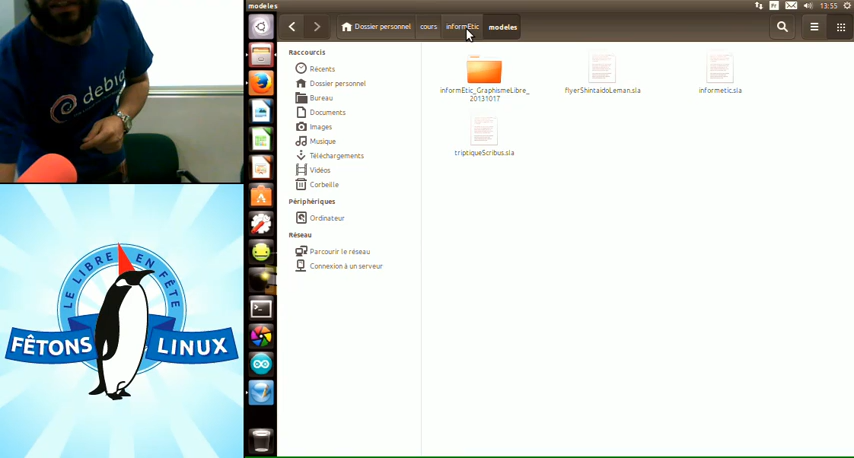 modeles
Fr
13:55
Dossier personnel
cours
informEtic
modeles
debia
Raccourcis
Récents
Dossier personnel
Bureau
Documents
Images
Musique
Téléchargements
Vidéos
Corbeille
Périphériques
Ordinateur
Réseau
Parcourir le réseau
Connexion à un serveur
informEtic_GraphismeLibre_
20131017
flyerShintaidoLeman.sla
informetic.sla
triptiqueScribus.sla
LE LIBRE EN FÊTE
FÊTONS LINUX